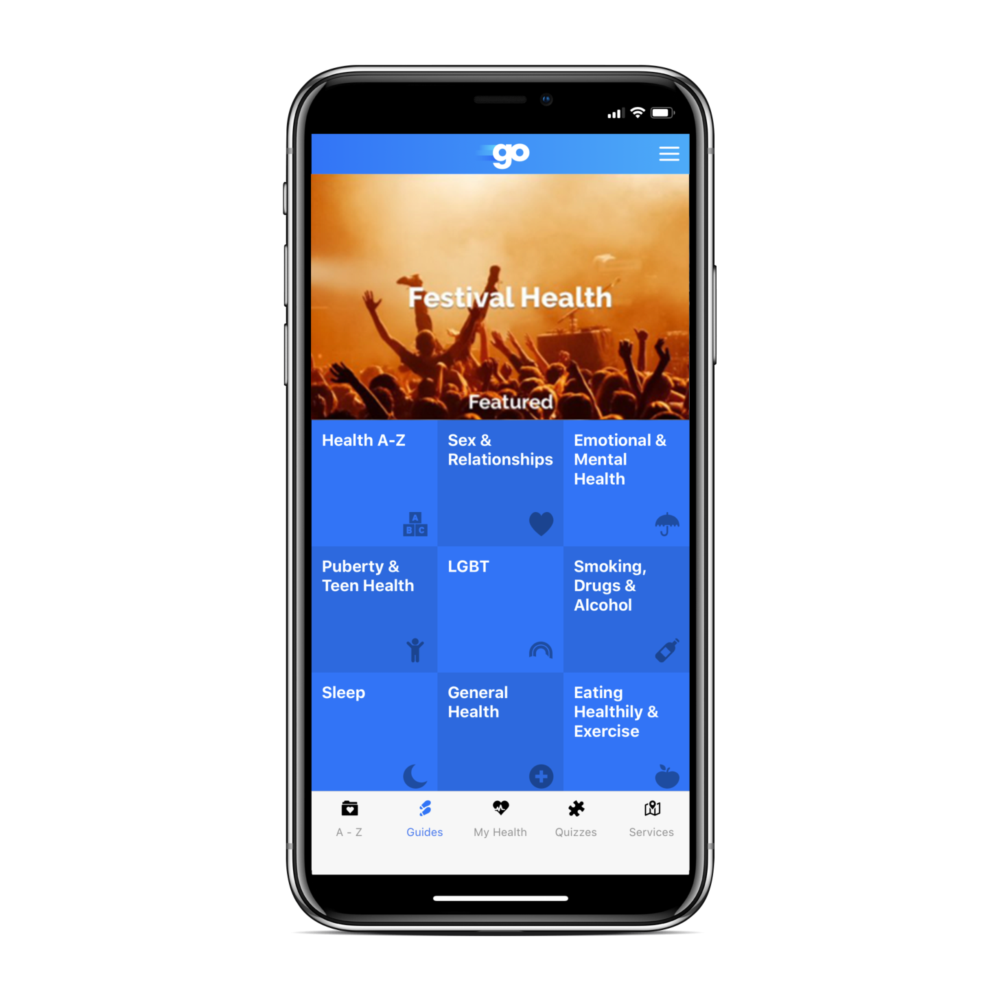 go
Festival Health
Featured
Health A-Z
Sex &
Relationships
Emotional &
Mental
Health
A
B C
Puberty &
Teen Health
LGBT
Smoking,
Drugs &
Alcohol
Sleep
General
Health
Eating
Healthily &
Exercise
A - Z
Guides
My Health
Quizzes
Services